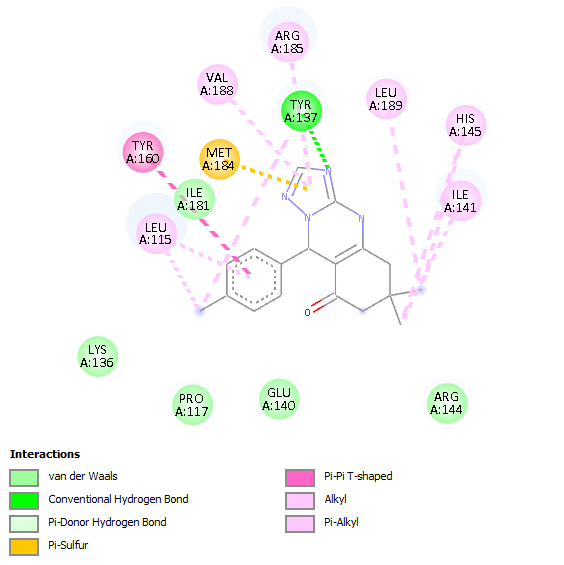 ARG
A:185
VAL
A:188
TYR
A:137
LEU
A:189
HIS
A:145
TYR
A:160
MET
A:184
ILE
A:181
ILE
A:141
LEU
A:115
N
N
N
N
O
LYS
A:136
PRO
A:117
GLU
A:140
ARG
A:144
Interactions
van der Waals
Conventional Hydrogen Bond
Pi-Donor Hydrogen Bond
Pi-Sulfur
Pi-Pi T-shaped
Alkyl
Pi-Alkyl